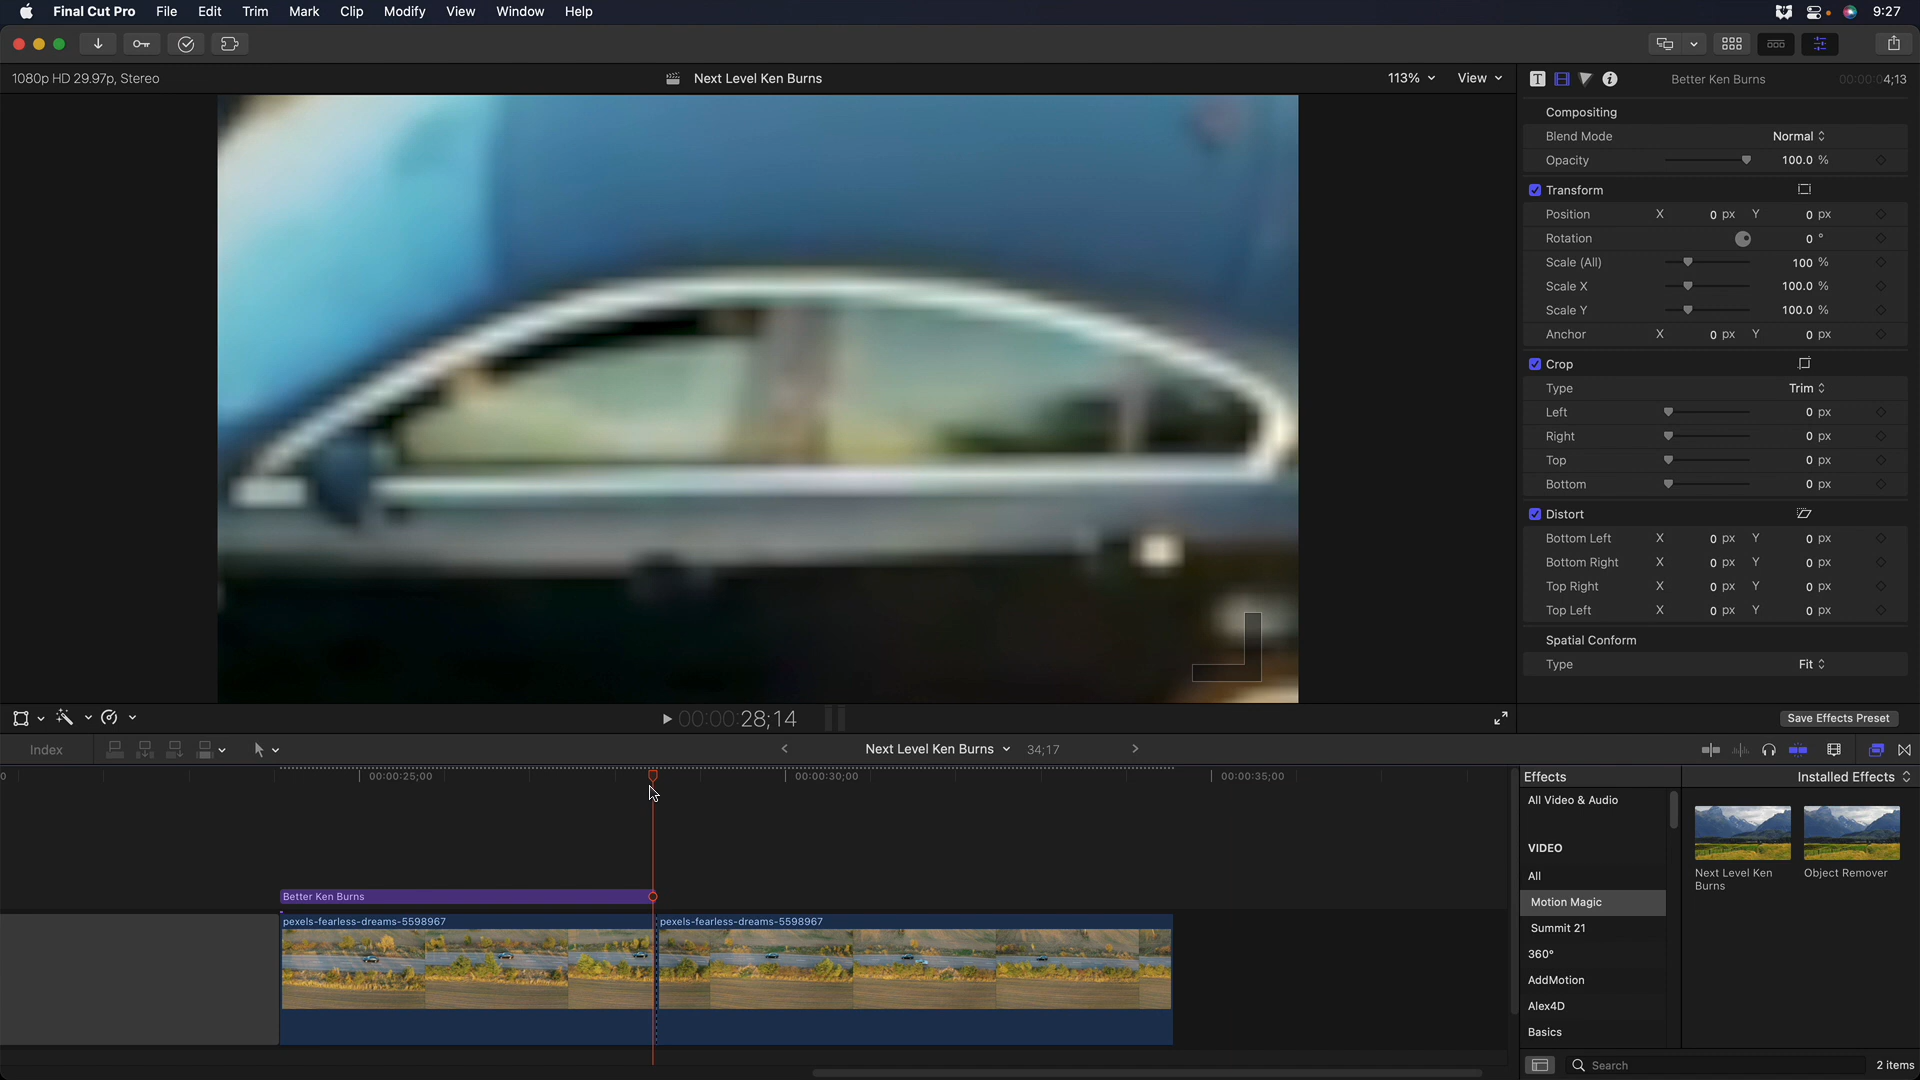 Final Cut Pro File Edit Trim Mark Clip Modify View Window Help 9:27
1080p HD 29.97p, Stereo Next Level Ken Burns 113% View T Better Ken Burns 00:00:04;13
Compositing
Blend Mode Normal
Opacity 100.0 %
Transform
Position X 0 px Y 0 px
Rotation 0 °
Scale (All) 100 %
Scale X 100.0 %
Scale Y 100.0 %
Anchor X 0 px Y 0 px
Crop
Type Trim
Left 0 px
Right 0 px
Top 0 px
Bottom 0 px
Distort
Bottom Left X 0 px Y 0 px
Bottom Right X 0 px Y 0 px
Top Right X 0 px Y 0 px
Top Left X 0 px Y 0 px
Spatial Conform
Type Fit
00:00:28;14 Save Effects Preset
Index Next Level Ken Burns 34;17
0 00:00:25;00 00:00:30;00 00:00:35;00
Effects Installed Effects
All Video & Audio
VIDEO
All
Motion Magic
Summit 21
360°
AddMotion
Alex4D
Basics
Next Level Ken Burns
Object Remover
Better Ken Burns
pexels-fearless-dreams-5598967 pexels-fearless-dreams-5598967
Search 2 items